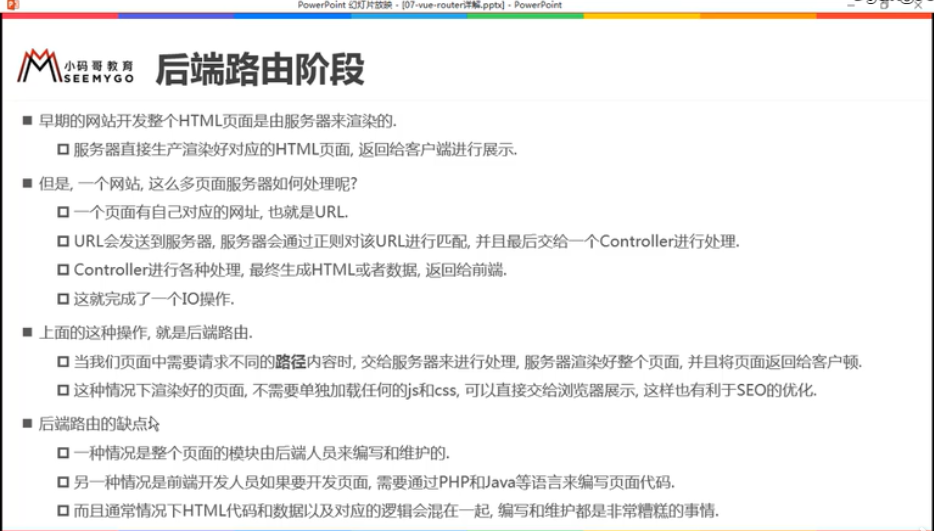 PowerPoint 幻灯片放映 - [07-vue-router详解.pptx] - PowerPoint
小码哥教育
SEEMYGO
后端路由阶段
早期的网站开发整个HTML页面是由服务器来渲染的.
服务器直接生产渲染好对应的HTML页面, 返回给客户端进行展示.
但是, 一个网站, 这么多页面服务器如何处理呢?
一个页面有自己对应的网址, 也就是URL.
URL会发送到服务器, 服务器会通过正则对该URL进行匹配, 并且最后交给一个Controller进行处理.
Controller进行各种处理, 最终生成HTML或者数据, 返回给前端.
这就完成了一个IO操作.
上面的这种操作, 就是后端路由.
当我们页面中需要请求不同的路径内容时, 交给服务器来进行处理, 服务器渲染好整个页面, 并且将页面返回给客户顿.
这种情况下渲染好的页面, 不需要单独加载任何的js和css, 可以直接交给浏览器展示, 这样也有利于SEO的优化.
后端路由的缺点
一种情况是整个页面的模块由后端人员来编写和维护的.
另一种情况是前端开发人员如果要开发页面, 需要通过PHP和Java等语言来编写页面代码.
而且通常情况下HTML代码和数据以及对应的逻辑会混在一起, 编写和维护都是非常糟糕的事情.